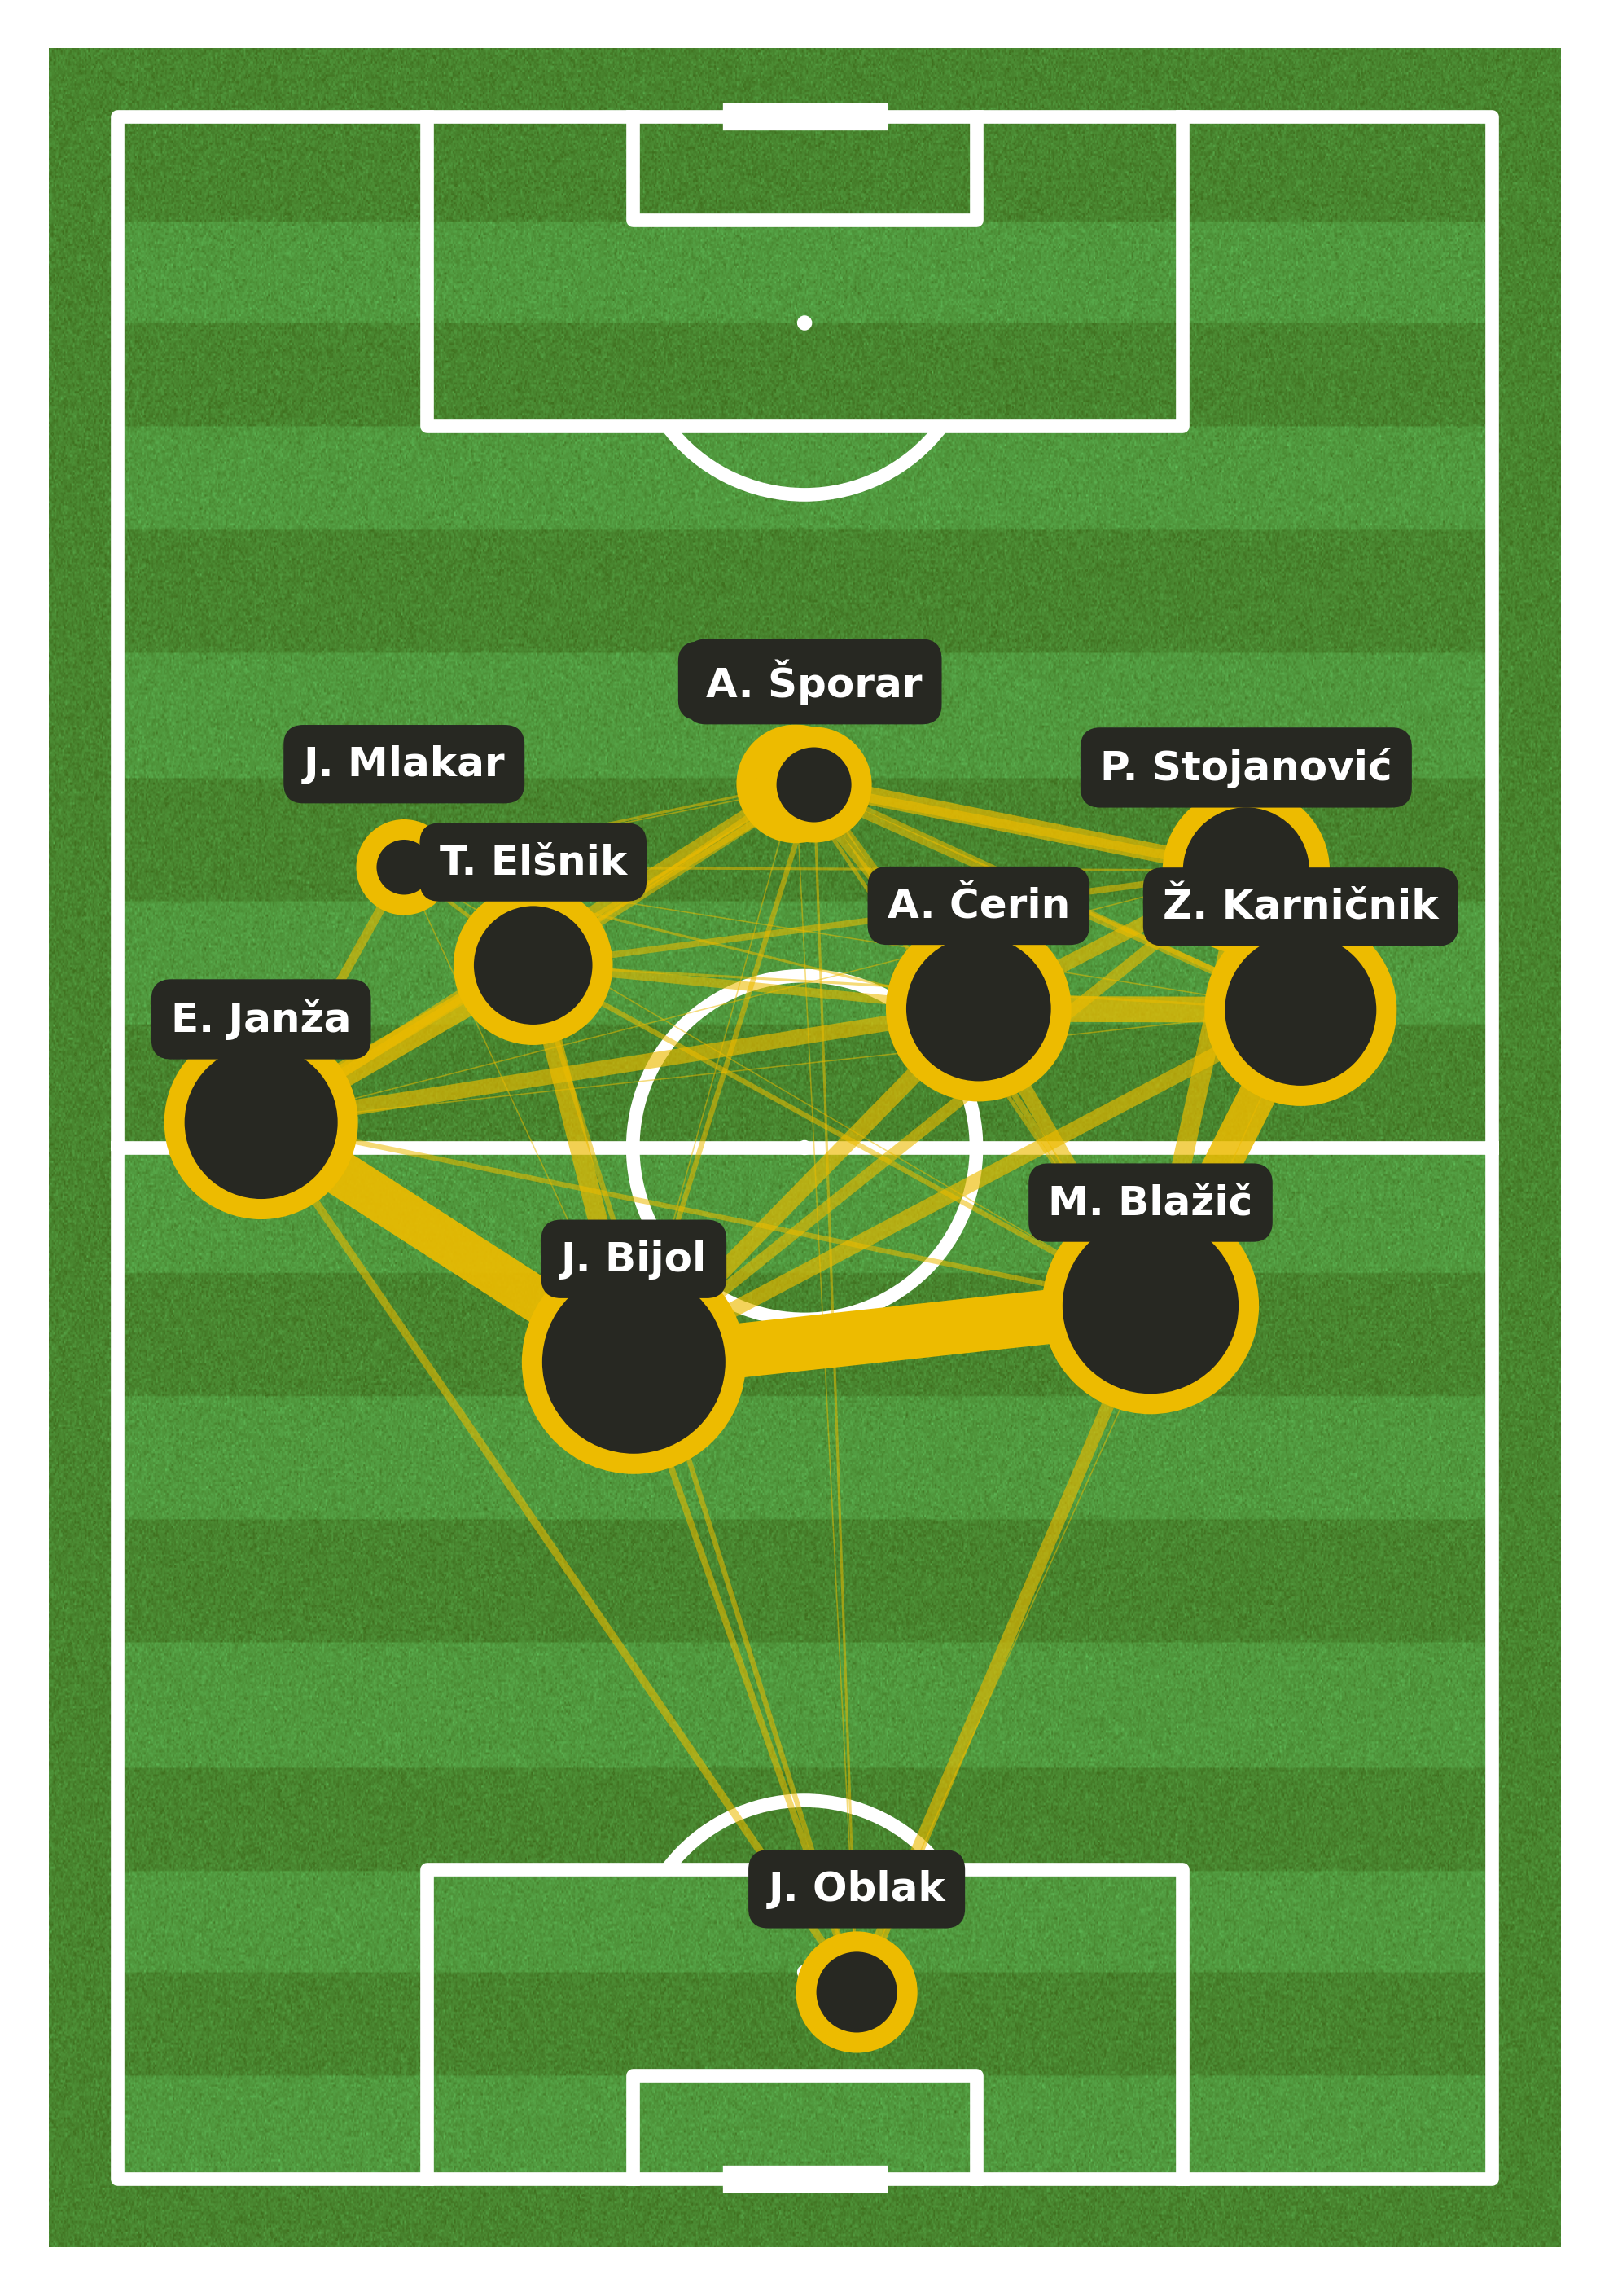 A. Šporar
J. Mlakar
P. Stojanović
T. Elšnik
A. Čerin
Ž. Karničnik
E. Janža
M. Blažič
J. Bijol
J. Oblak